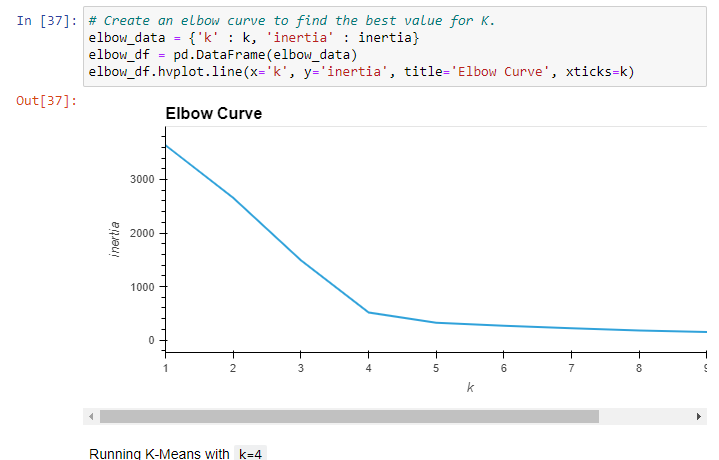 In [37]: # Create an elbow curve to find the best value for K.
elbow_data = {'k' : k, 'inertia' : inertia}
elbow_df = pd.DataFrame(elbow_data)
elbow_df.hvplot.line(x='k', y='inertia', title='Elbow Curve', xticks=k)
Out[37]:
Elbow Curve
3000
2000
inertia
1000
0
1 2 3 4 5 6 7 8 9
k
Running K-Means with k=4